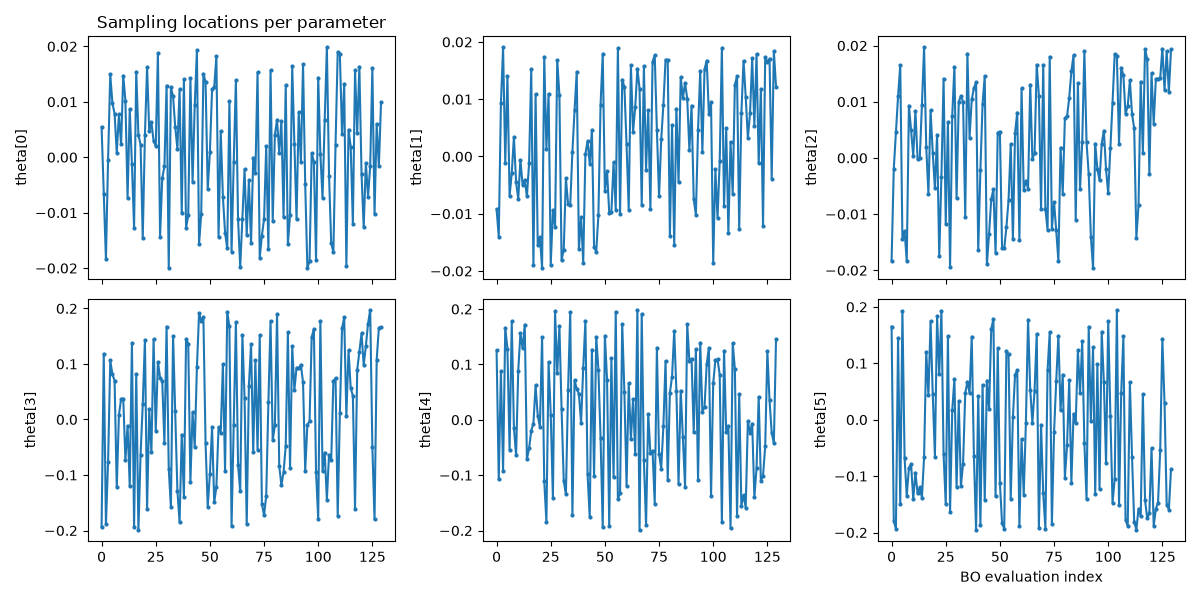 Sampling locations per parameter
theta[0]
0.02
0.01
0.00
−0.01
−0.02
theta[1]
0.02
0.01
0.00
−0.01
−0.02
theta[2]
0.02
0.01
0.00
−0.01
−0.02
theta[3]
0.2
0.1
0.0
−0.1
−0.2
0 25 50 75 100 125
theta[4]
0.2
0.1
0.0
−0.1
−0.2
0 25 50 75 100 125
theta[5]
0.2
0.1
0.0
−0.1
−0.2
0 25 50 75 100 125
BO evaluation index